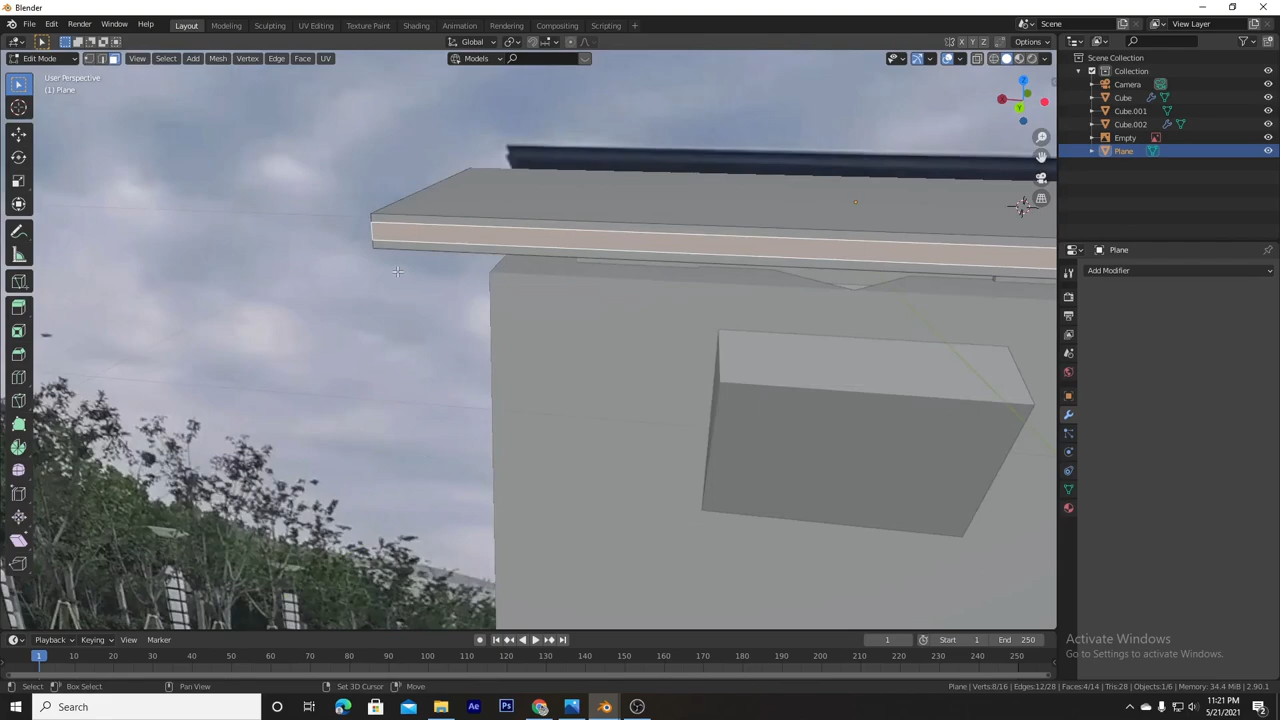 Blender
File Edit Render Window Help
Layout Modeling Sculpting UV Editing Texture Paint Shading Animation Rendering Compositing Scripting +
Scene
View Layer
Global
X Y Z
Options
Edit Mode
View Select Add Mesh Vertex Edge Face UV
Models
User Perspective
(1) Plane
Z
X
Y
Scene Collection
Collection
Camera
Cube
Cube.001
Cube.002
Empty
Plane
Plane
Add Modifier
Playback Keying View Marker
1
Start 1
End 250
1 10 20 30 40 50 60 70 80 90 100 110 120 130 140 150 160 170 180 190 200 210 220 230 240 250
Activate Windows
Go to Settings to activate Windows.
Select
Box Select
Pan View
Set 3D Cursor
Move
Plane | Verts:8/16 | Edges:12/28 | Faces:4/14 | Tris:28 | Objects:1/6 | Memory: 34.4 MiB | 2.90.1
Search
Ae
Ps
11:21 PM
5/21/2021
2